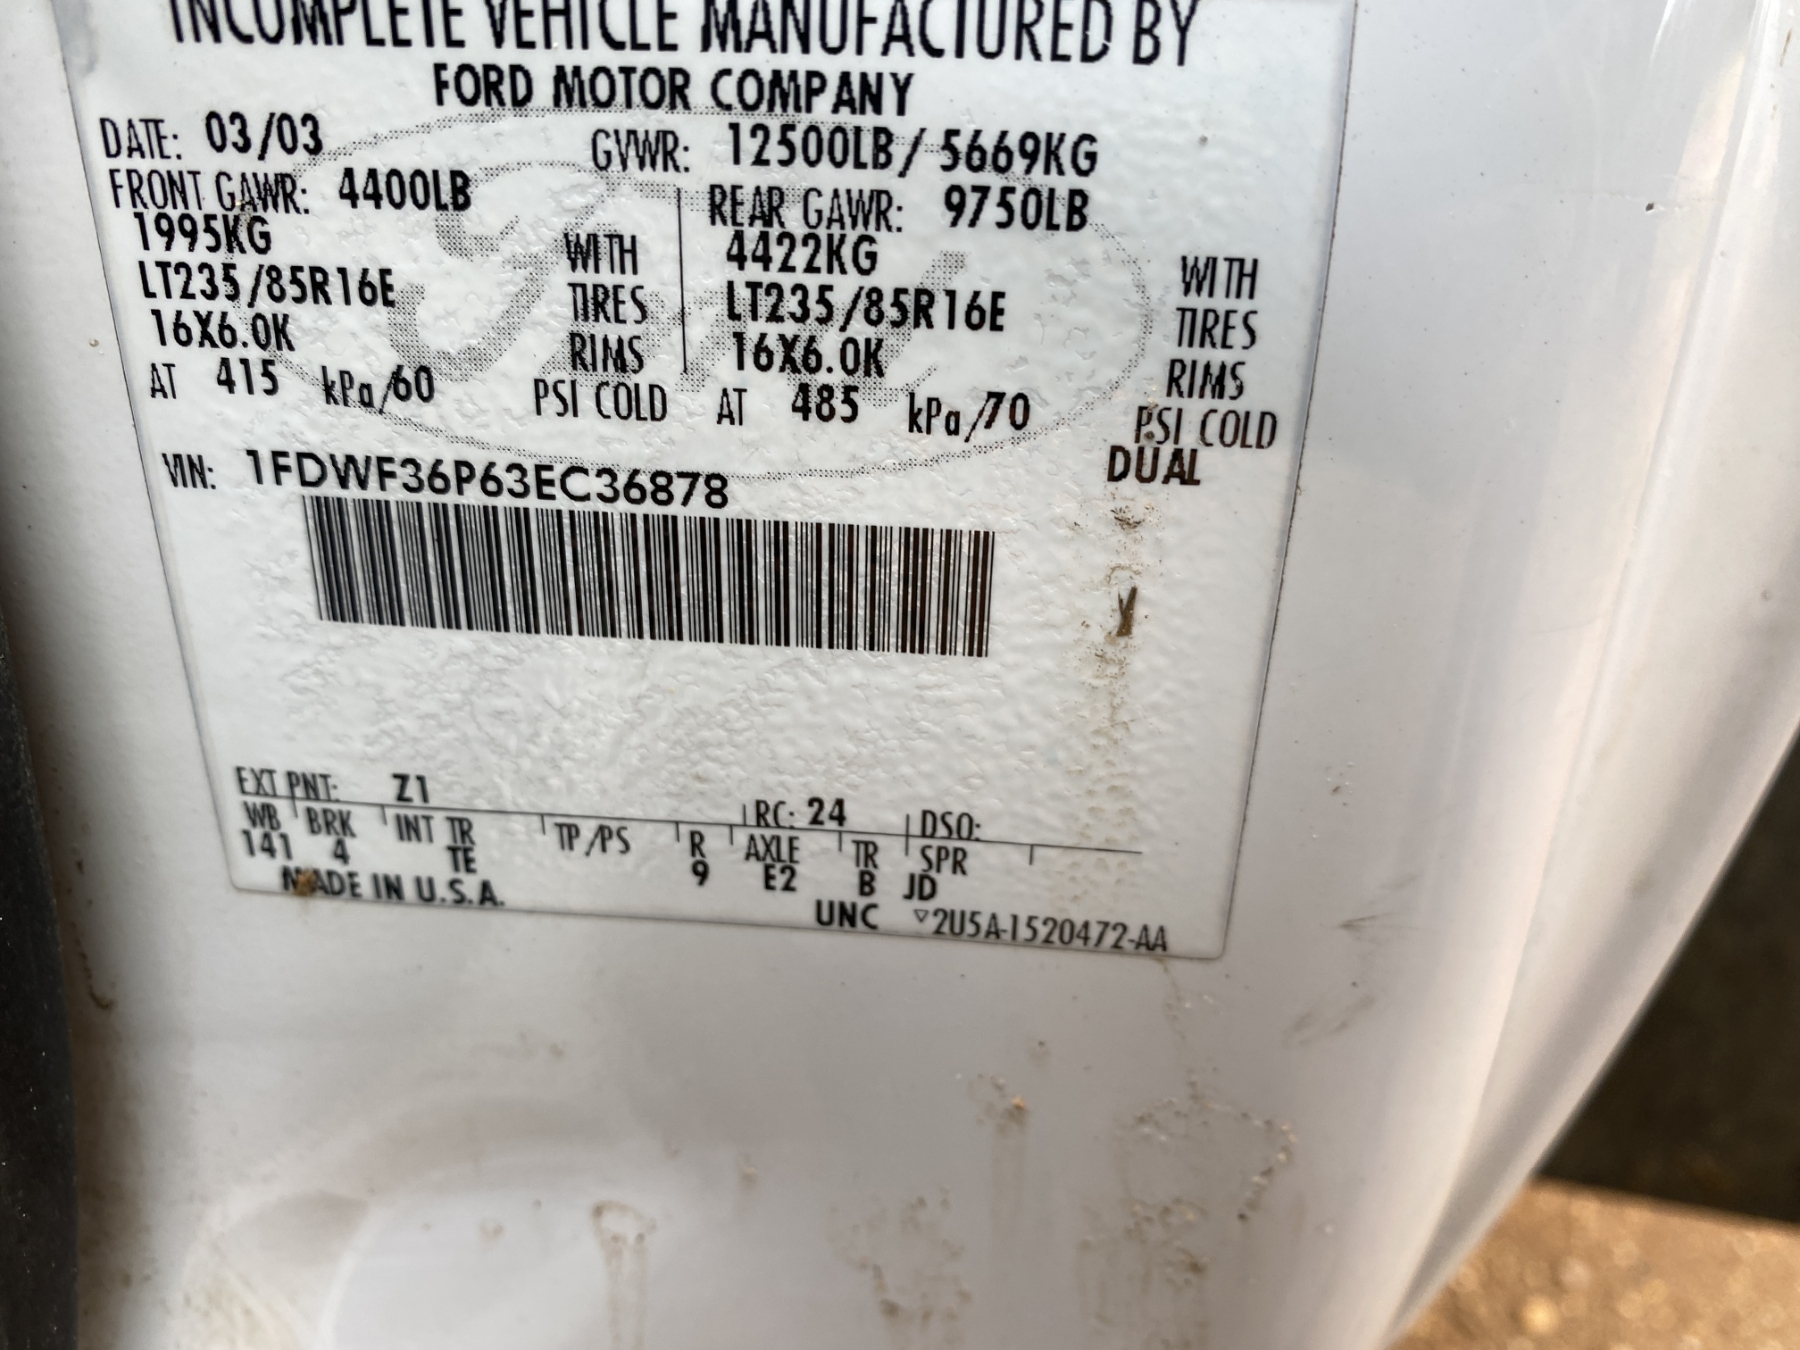 INCOMPLETE VEHICLE MANUFACTURED BY
FORD MOTOR COMPANY
DATE: 03/03 GVWR: 12500LB / 5669KG
FRONT GAWR: 4400LB REAR GAWR: 9750LB
1995KG WITH 4422KG WITH
LT235/85R16E TIRES LT235/85R16E TIRES
16X6.0K RIMS 16X6.0K RIMS
AT 415 kPa/60 PSI COLD AT 485 kPa/70 PSI COLD
DUAL
VIN: 1FDWF36P63EC36878
EXT PNT: Z1 RC: 24 DSO:
WB BRK INT TR TP/PS R AXLE TR SPR
141 4 TE 9 E2 B JD
MADE IN U.S.A.
UNC ▽2U5A-1520472-AA